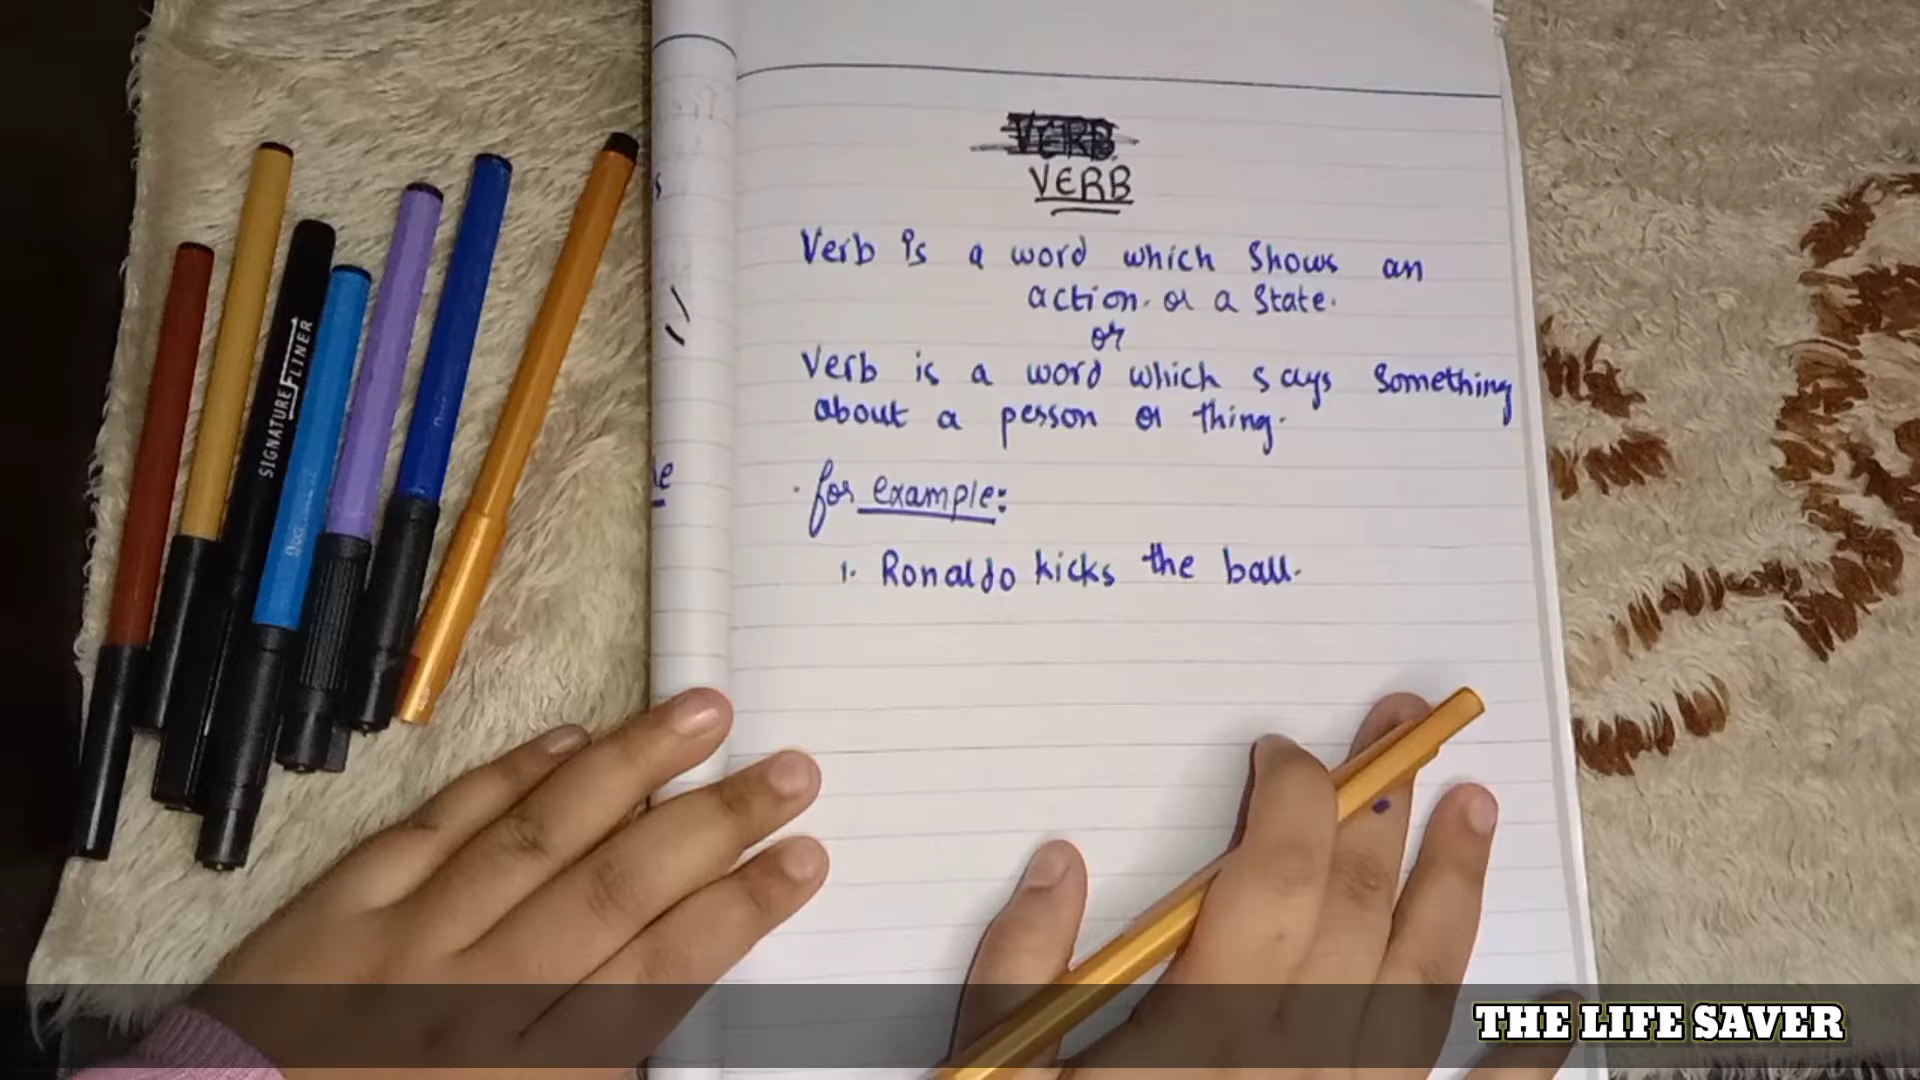 VERB
VERB
Verb is a word which shows an
action. or a state.
or
Verb is a word which says something
about a person or thing.
for example:
1. Ronaldo kicks the ball.
SIGNATURE FLINER
THE LIFE SAVER